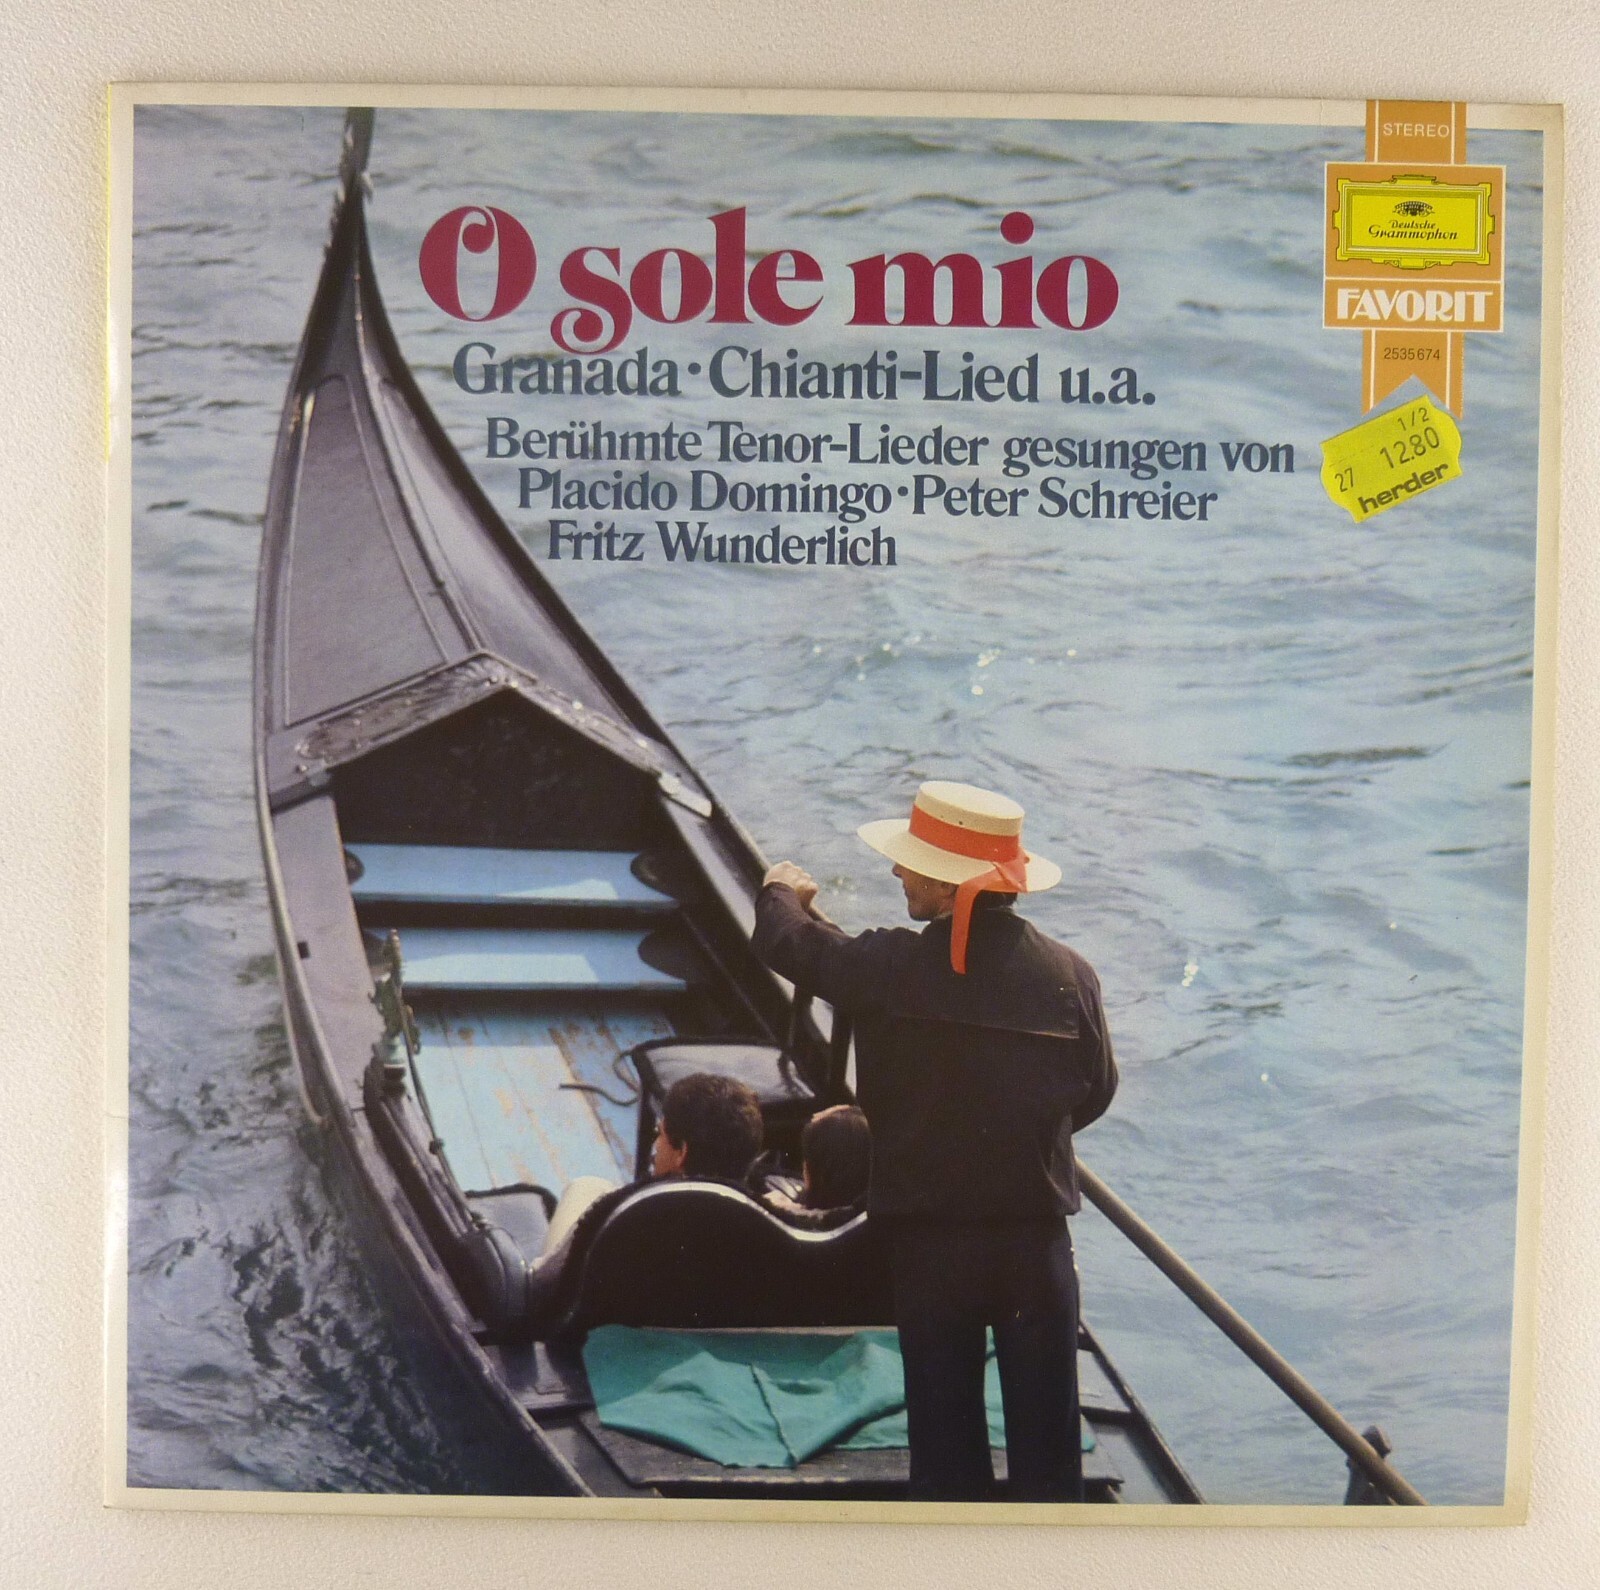 STEREO
Deutsche
Grammophon
FAVORIT
2535 674
O sole mio
Granada · Chianti-Lied u.a.
Berühmte Tenor-Lieder gesungen von
Placido Domingo · Peter Schreier
Fritz Wunderlich
1/2
27 12.80
herder